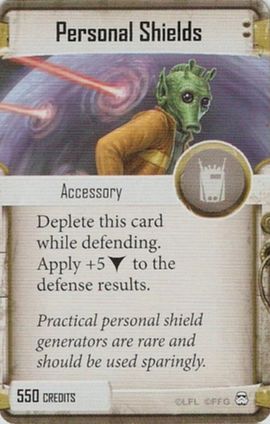 Personal Shields
Accessory
Deplete this card
while defending.
Apply +5 to the
defense results.
Practical personal shield
generators are rare and
should be used sparingly.
550 CREDITS
©LFL ©FFG